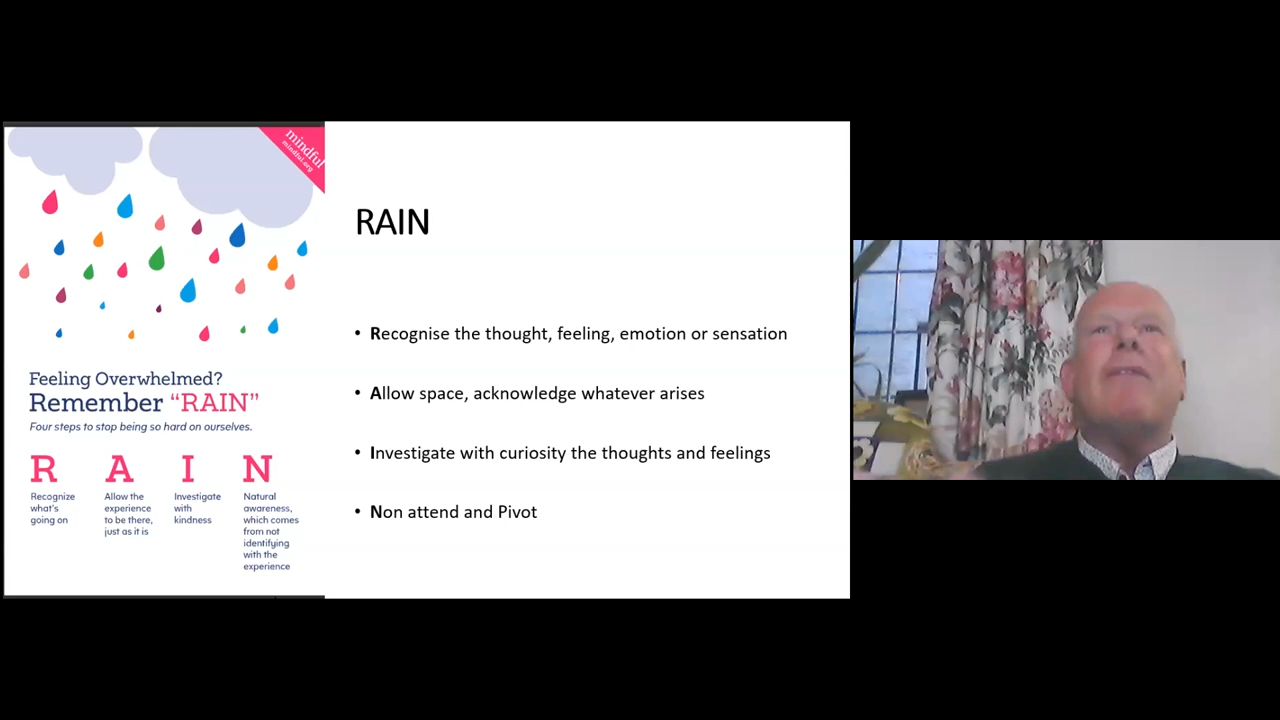 mindful
mindful.org
Feeling Overwhelmed?
Remember “RAIN”
Four steps to stop being so hard on ourselves.
R A I N
Recognize
what's
going on
Allow the
experience
to be there,
just as it is
Investigate
with
kindness
Natural
awareness,
which comes
from not
identifying
with the
experience
RAIN
• Recognise the thought, feeling, emotion or sensation
• Allow space, acknowledge whatever arises
• Investigate with curiosity the thoughts and feelings
• Non attend and Pivot